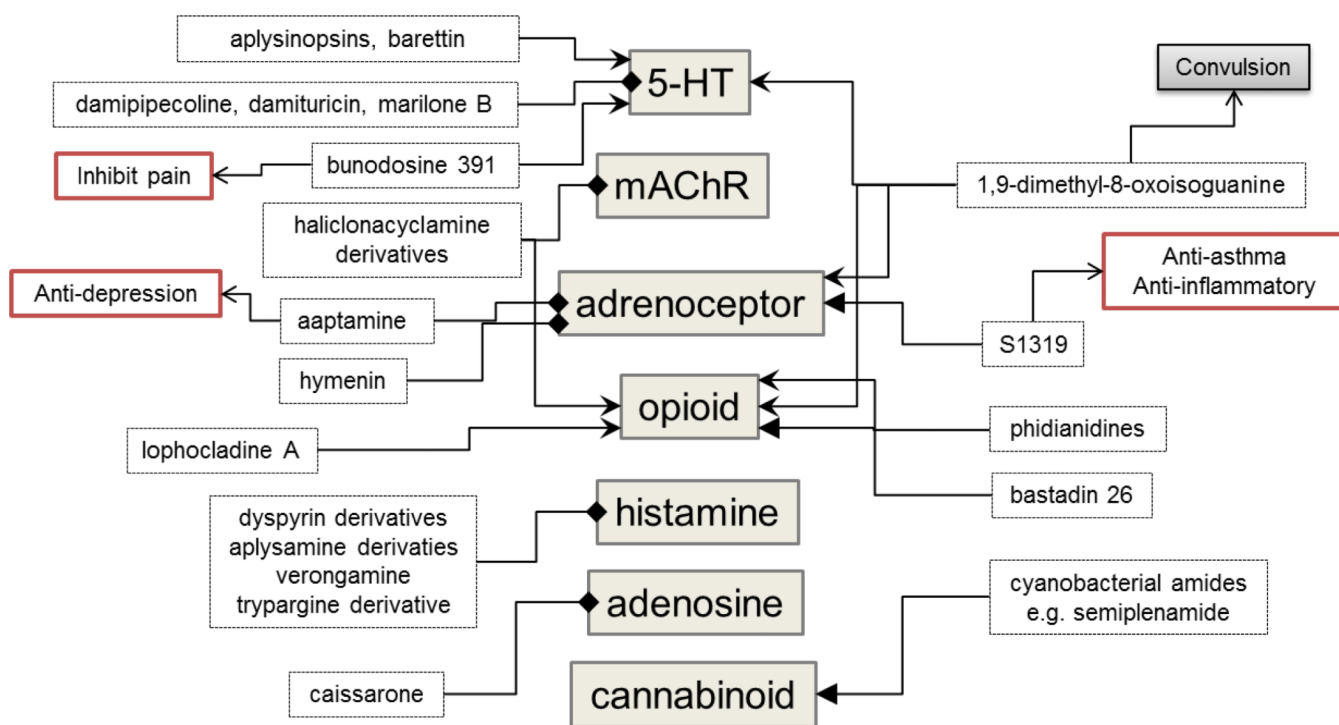 aplysinopsins, barettin
5-HT
Convulsion
damipipecoline, damituricin, marilone B
Inhibit pain
bunodosine 391
mAChR
1,9-dimethyl-8-oxoisoguanine
haliclonacyclamine
derivatives
Anti-asthma
Anti-inflammatory
Anti-depression
aaptamine
adrenoceptor
S1319
hymenin
opioid
phidianidines
lophocladine A
bastadin 26
dyspyrin derivatives
aplysamine derivaties
verongamine
trypargine derivative
histamine
adenosine
cyanobacterial amides
e.g. semiplenamide
caissarone
cannabinoid